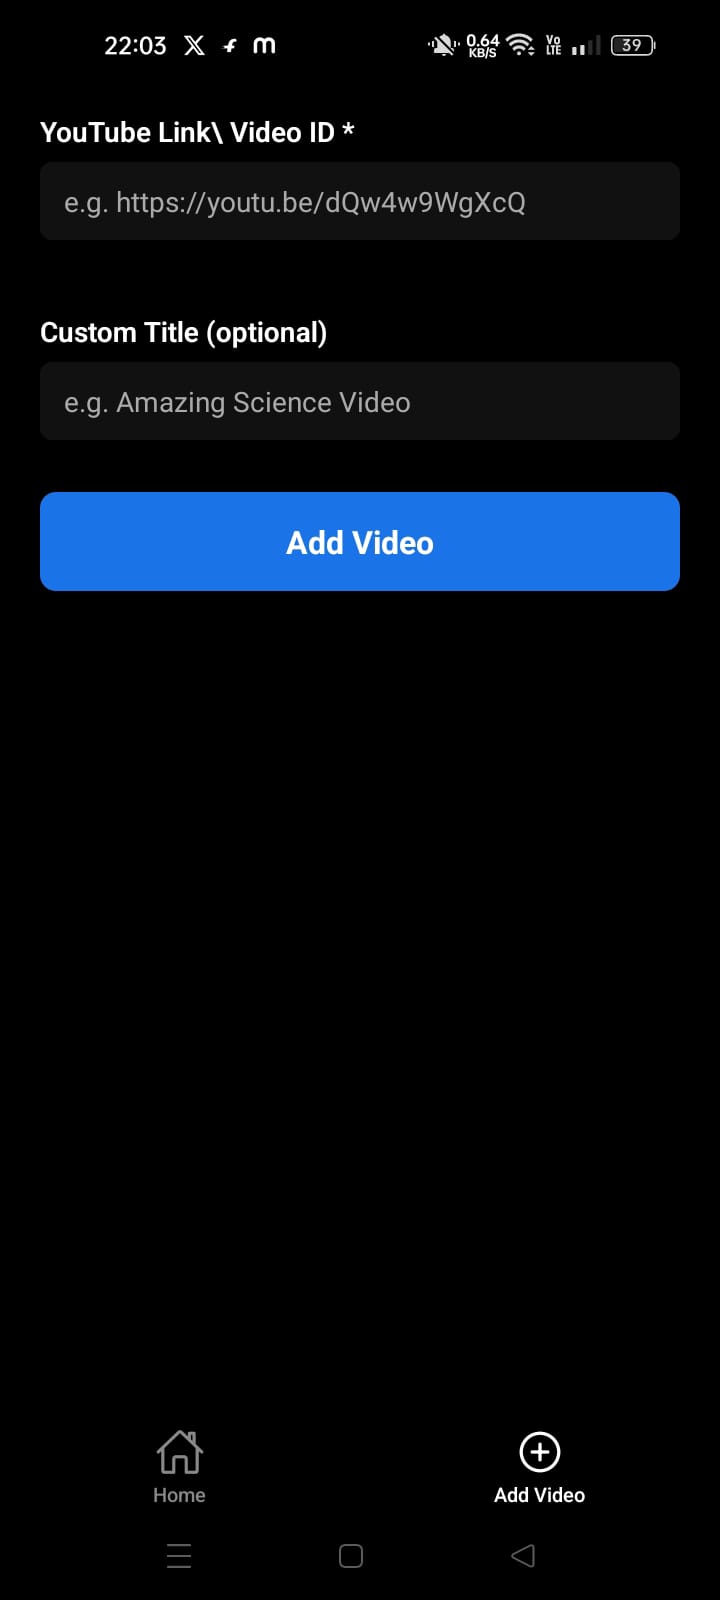 22:03
0.64
KB/S
Vo
LTE
39
YouTube Link\ Video ID *
e.g. https://youtu.be/dQw4w9WgXcQ
Custom Title (optional)
e.g. Amazing Science Video
Add Video
Home
Add Video